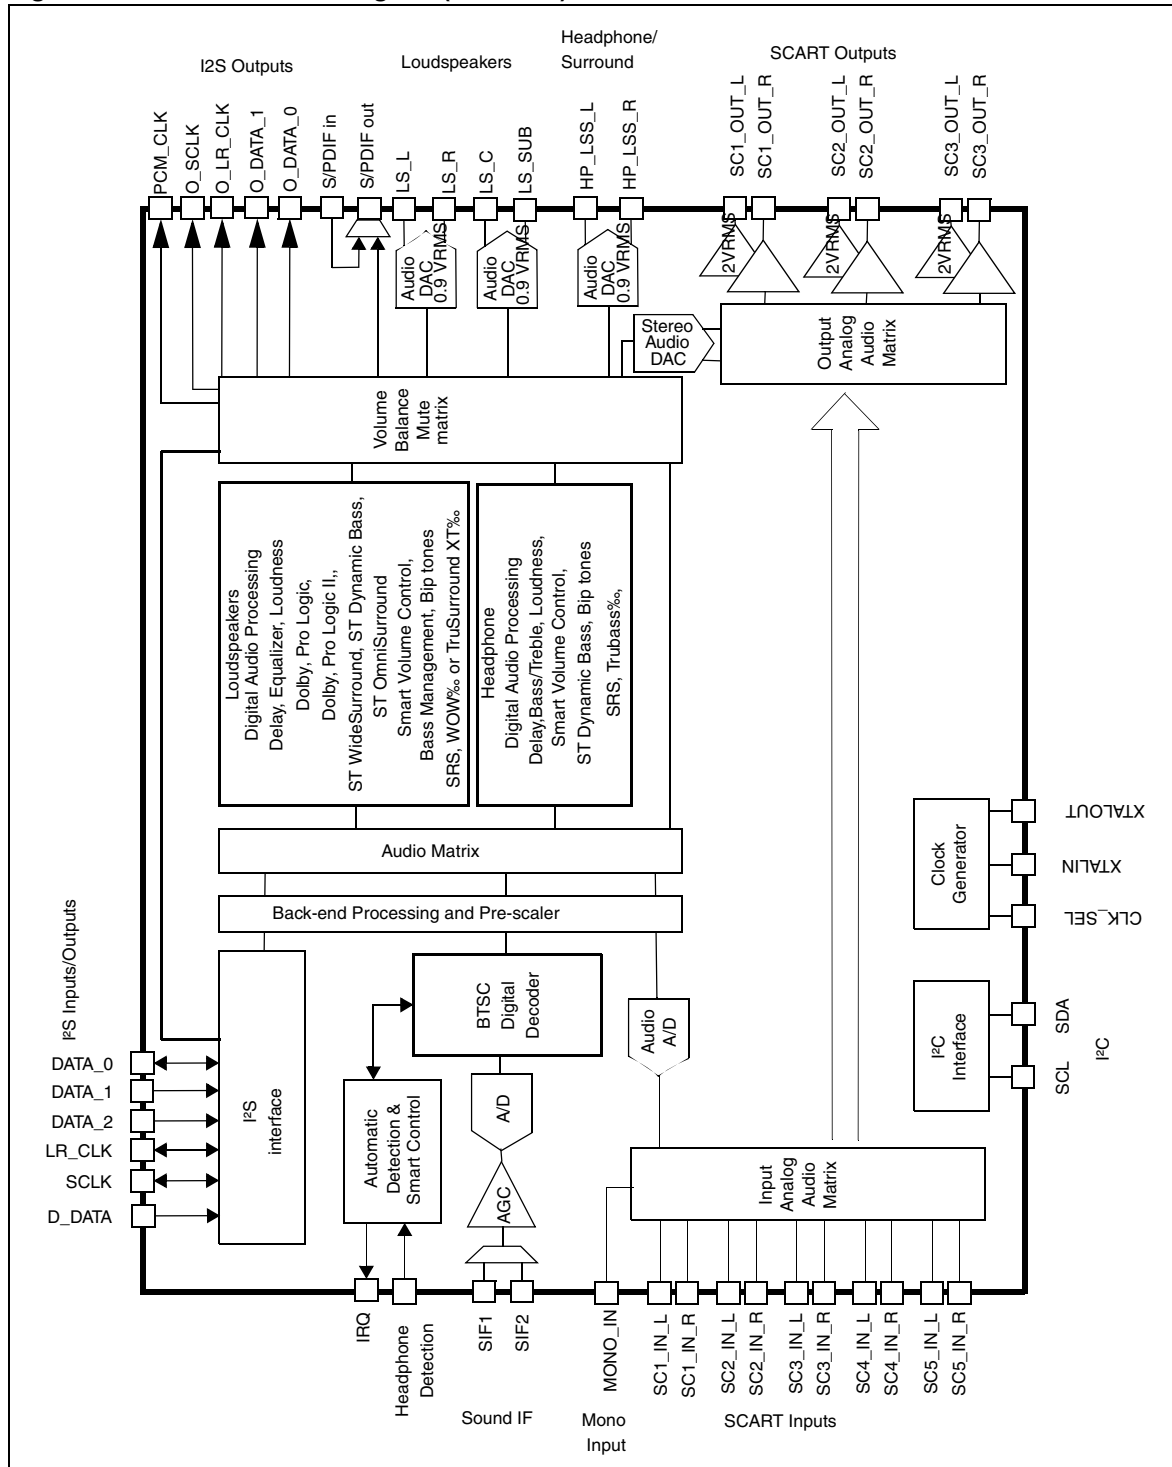 I2S Outputs
Loudspeakers
Headphone/
Surround
SCART Outputs
PCM_CLK
O_SCLK
O_LR_CLK
O_DATA_1
O_DATA_0
S/PDIF in
S/PDIF out
LS_L
LS_R
LS_C
LS_SUB
HP_LSS_L
HP_LSS_R
SC1_OUT_L
SC1_OUT_R
SC2_OUT_L
SC2_OUT_R
SC3_OUT_L
SC3_OUT_R
Audio
DAC
0.9 VRMS
Audio
DAC
0.9 VRMS
Audio
DAC
0.9 VRMS
2VRMS
2VRMS
2VRMS
Stereo
Audio
DAC
Output
Analog
Audio
Matrix
Volume
Balance
Mute
matrix
Loudspeakers
Digital Audio Processing
Delay, Equalizer, Loudness
Dolby, Pro Logic,
Dolby, Pro Logic II,,
ST WideSurround, ST Dynamic Bass,
ST OmniSurround
Smart Volume Control,
Bass Management, Bip tones
SRS, WOW‰ or TruSurround XT‰
Headphone
Digital Audio Processing
Delay,Bass/Treble, Loudness,
Smart Volume Control,
ST Dynamic Bass, Bip tones
SRS, Trubass‰,
Audio Matrix
Back-end Processing and Pre-scaler
Clock
Generator
XTALOUT
XTALIN
CLK_SEL
I²S Inputs/Outputs
DATA_0
DATA_1
DATA_2
LR_CLK
SCLK
D_DATA
I²S
interface
BTSC
Digital
Decoder
Automatic
Detection &
Smart Control
A/D
AGC
Audio
A/D
I²C
Interface
SDA
SCL
I²C
Input
Analog
Audio
Matrix
IRQ
Headphone
Detection
SIF1
SIF2
MONO_IN
SC1_IN_L
SC1_IN_R
SC2_IN_L
SC2_IN_R
SC3_IN_L
SC3_IN_R
SC4_IN_L
SC4_IN_R
SC5_IN_L
SC5_IN_R
Sound IF
Mono
Input
SCART Inputs